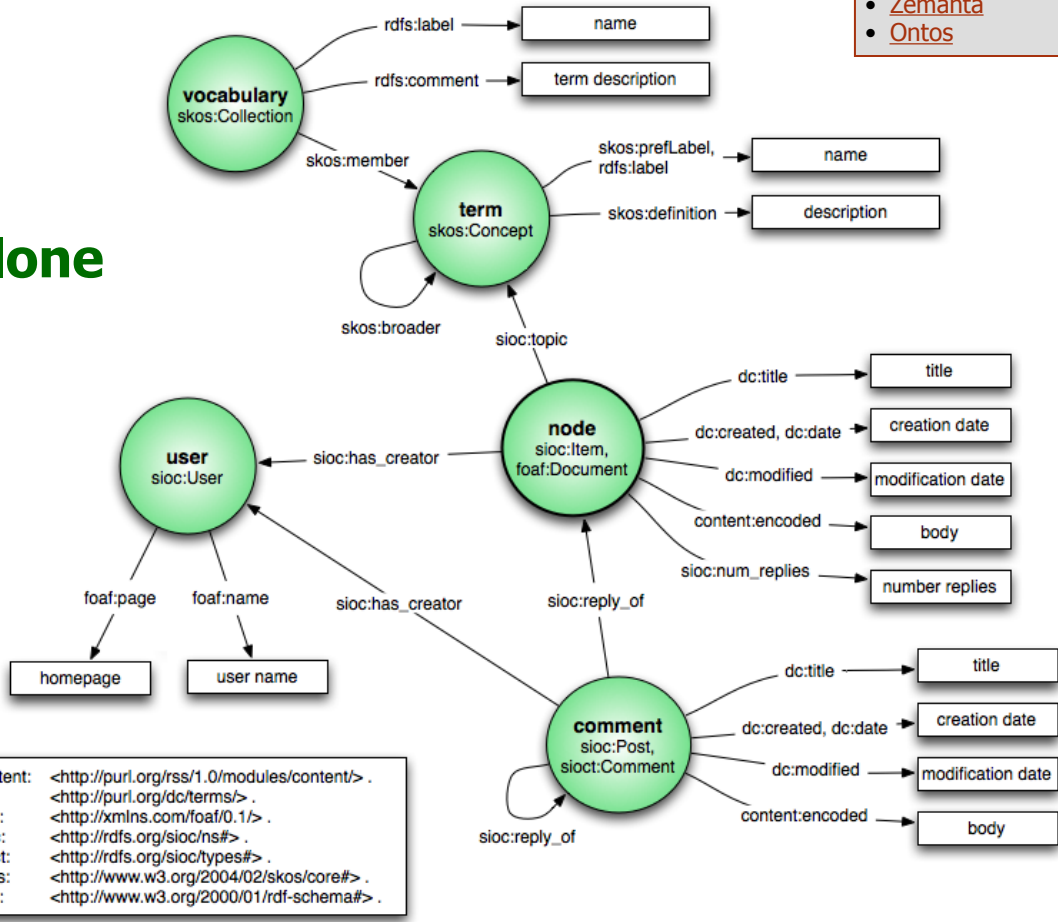 Zemanta
Ontos
rdfs:label
name
vocabulary
skos:Collection
rdfs:comment
term description
skos:member
term
skos:Concept
skos:prefLabel,
rdfs:label
name
skos:definition
description
skos:broader
lone
sioc:topic
node
sioc:Item,
foaf:Document
dc:title
title
dc:created, dc:date
creation date
dc:modified
modification date
content:encoded
body
sioc:num_replies
number replies
user
sioc:User
sioc:has_creator
foaf:page
foaf:name
sioc:has_creator
sioc:reply_of
homepage
user name
comment
sioc:Post,
sioct:Comment
dc:title
title
dc:created, dc:date
creation date
dc:modified
modification date
content:encoded
body
sioc:reply_of
tent: <http://purl.org/rss/1.0/modules/content/> .
<http://purl.org/dc/terms/> .
: <http://xmlns.com/foaf/0.1/> .
: <http://rdfs.org/sioc/ns#> .
t: <http://rdfs.org/sioc/types#> .
s: <http://www.w3.org/2004/02/skos/core#> .
: <http://www.w3.org/2000/01/rdf-schema#> .